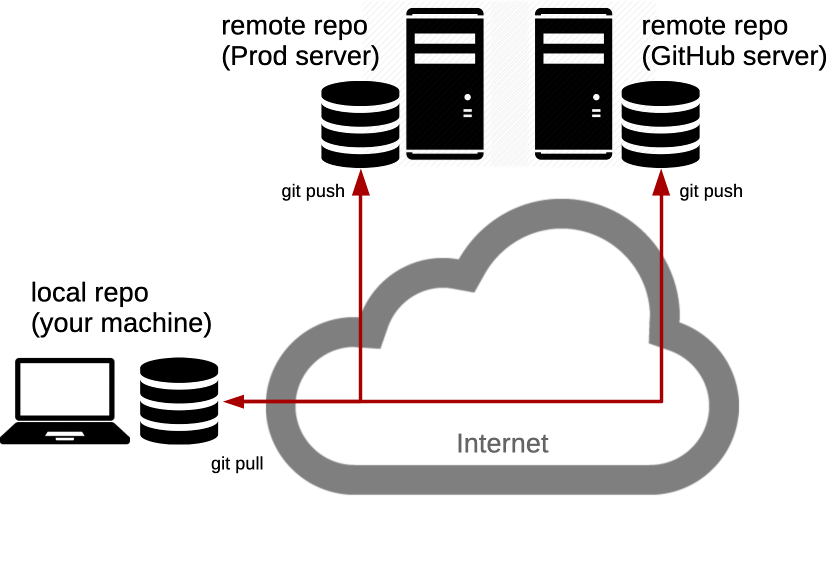 remote repo
(Prod server)
remote repo
(GitHub server)
git push
git push
local repo
(your machine)
git pull
Internet